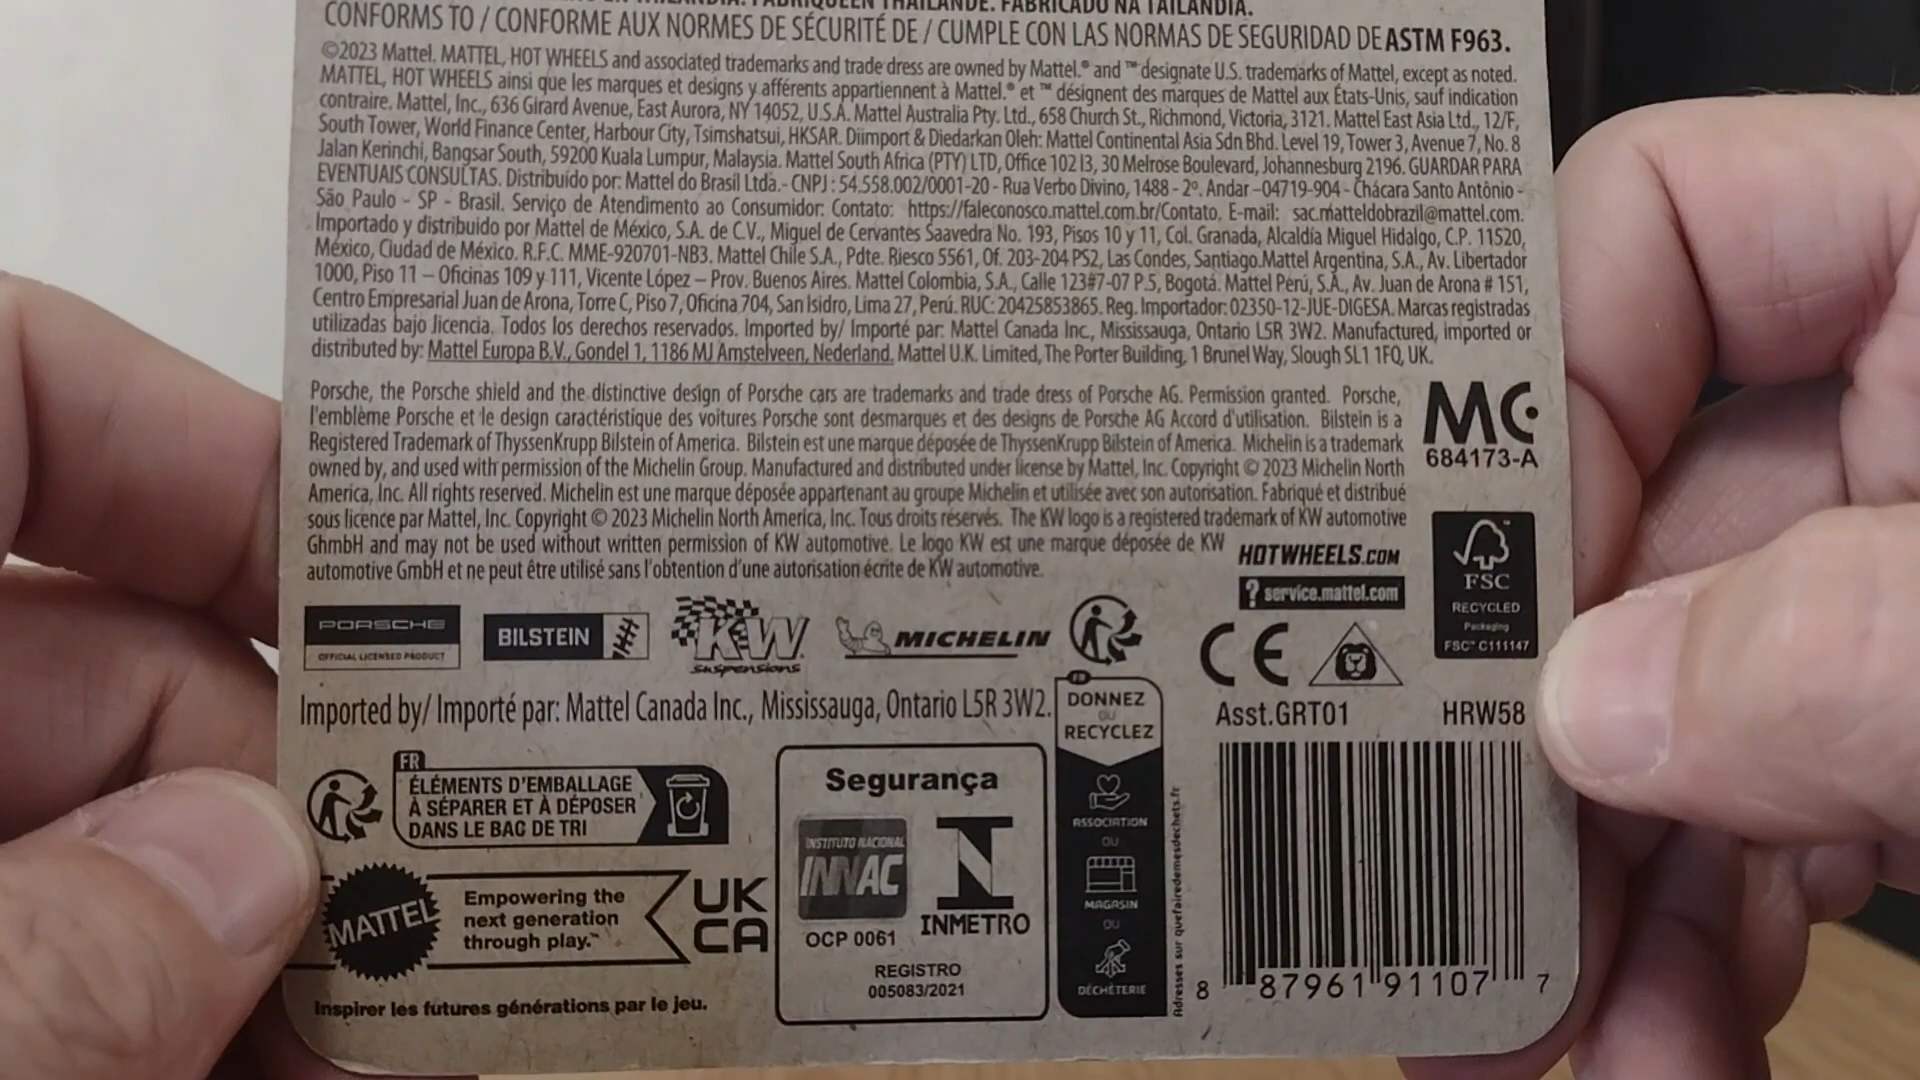 FABRICADO NA TAILÂNDIA.
CONFORMS TO / CONFORME AUX NORMES DE SÉCURITÉ DE / CUMPLE CON LAS NORMAS DE SEGURIDAD DE ASTM F963.
©2023 Mattel. MATTEL, HOT WHEELS and associated trademarks and trade dress are owned by Mattel.® and ™ designate U.S. trademarks of Mattel, except as noted.
MATTEL, HOT WHEELS ainsi que les marques et designs y afférents appartiennent à Mattel.® et ™ désignent des marques de Mattel aux États-Unis, sauf indication
contraire. Mattel, Inc., 636 Girard Avenue, East Aurora, NY 14052, U.S.A. Mattel Australia Pty. Ltd., 658 Church St., Richmond, Victoria, 3121. Mattel East Asia Ltd., 12/F,
South Tower, World Finance Center, Harbour City, Tsimshatsui, HKSAR. Diimport & Diedarkan Oleh: Mattel Continental Asia Sdn Bhd. Level 19, Tower 3, Avenue 7, No. 8
Jalan Kerinchi, Bangsar South, 59200 Kuala Lumpur, Malaysia. Mattel South Africa (PTY) LTD, Office 102 I3, 30 Melrose Boulevard, Johannesburg 2196. GUARDAR PARA
EVENTUAIS CONSULTAS. Distribuído por: Mattel do Brasil Ltda.- CNPJ : 54.558.002/0001-20 - Rua Verbo Divino, 1488 - 2º. Andar –04719-904 - Chácara Santo Antônio -
São Paulo - SP - Brasil. Serviço de Atendimento ao Consumidor: Contato: https://faleconosco.mattel.com.br/Contato, E-mail: sac.matteldobrazil@mattel.com.
Importado y distribuido por Mattel de México, S.A. de C.V., Miguel de Cervantes Saavedra No. 193, Pisos 10 y 11, Col. Granada, Alcaldía Miguel Hidalgo, C.P. 11520,
México, Ciudad de México. R.F.C. MME-920701-NB3. Mattel Chile S.A., Pdte. Riesco 5561, Of. 203-204 PS2, Las Condes, Santiago.Mattel Argentina, S.A., Av. Libertador
1000, Piso 11 – Oficinas 109 y 111, Vicente López – Prov. Buenos Aires. Mattel Colombia, S.A., Calle 123#7-07 P.5, Bogotá. Mattel Perú, S.A., Av. Juan de Arona # 151,
Centro Empresarial Juan de Arona, Torre C, Piso 7, Oficina 704, San Isidro, Lima 27, Perú. RUC: 20425853865. Reg. Importador: 02350-12-JUE-DIGESA. Marcas registradas
utilizadas bajo licencia. Todos los derechos reservados. Imported by/ Importé par: Mattel Canada Inc., Mississauga, Ontario L5R 3W2. Manufactured, imported or
distributed by: Mattel Europa B.V., Gondel 1, 1186 MJ Amstelveen, Nederland. Mattel U.K. Limited, The Porter Building, 1 Brunel Way, Slough SL1 1FQ, UK.
Porsche, the Porsche shield and the distinctive design of Porsche cars are trademarks and trade dress of Porsche AG. Permission granted. Porsche,
l'emblème Porsche et le design caractéristique des voitures Porsche sont desmarques et des designs de Porsche AG Accord d'utilisation. Bilstein is a
Registered Trademark of ThyssenKrupp Bilstein of America. Bilstein est une marque déposée de ThyssenKrupp Bilstein of America. Michelin is a trademark
owned by, and used with permission of the Michelin Group. Manufactured and distributed under license by Mattel, Inc. Copyright © 2023 Michelin North
America, Inc. All rights reserved. Michelin est une marque déposée appartenant au groupe Michelin et utilisée avec son autorisation. Fabriqué et distribué
sous licence par Mattel, Inc. Copyright © 2023 Michelin North America, Inc. Tous droits réservés. The KW logo is a registered trademark of KW automotive
GhmbH and may not be used without written permission of KW automotive. Le logo KW est une marque déposée de KW
automotive GmbH et ne peut être utilisé sans l'obtention d'une autorisation écrite de KW automotive.
MC
684173-A
HOTWHEELS.COM
? service.mattel.com
FSC
RECYCLED
Packaging
FSC™ C111147
PORSCHE
OFFICIAL LICENSED PRODUCT
BILSTEIN
KW
suspensions
MICHELIN
CE
Imported by/ Importé par: Mattel Canada Inc., Mississauga, Ontario L5R 3W2.
FR
DONNEZ
OU
RECYCLEZ
ASSOCIATION
OU
MAGASIN
OU
DÉCHÈTERIE
Adresses sur quefairedemesdechets.fr
Asst.GRT01 HRW58
FR
ÉLÉMENTS D'EMBALLAGE
À SÉPARER ET À DÉPOSER
DANS LE BAC DE TRI
MATTEL
Empowering the
next generation
through play.™
UK
CA
Inspirer les futures générations par le jeu.
Segurança
INSTITUTO NACIONAL
INNAC
OCP 0061
INMETRO
REGISTRO
005083/2021
8 87961 91107 7